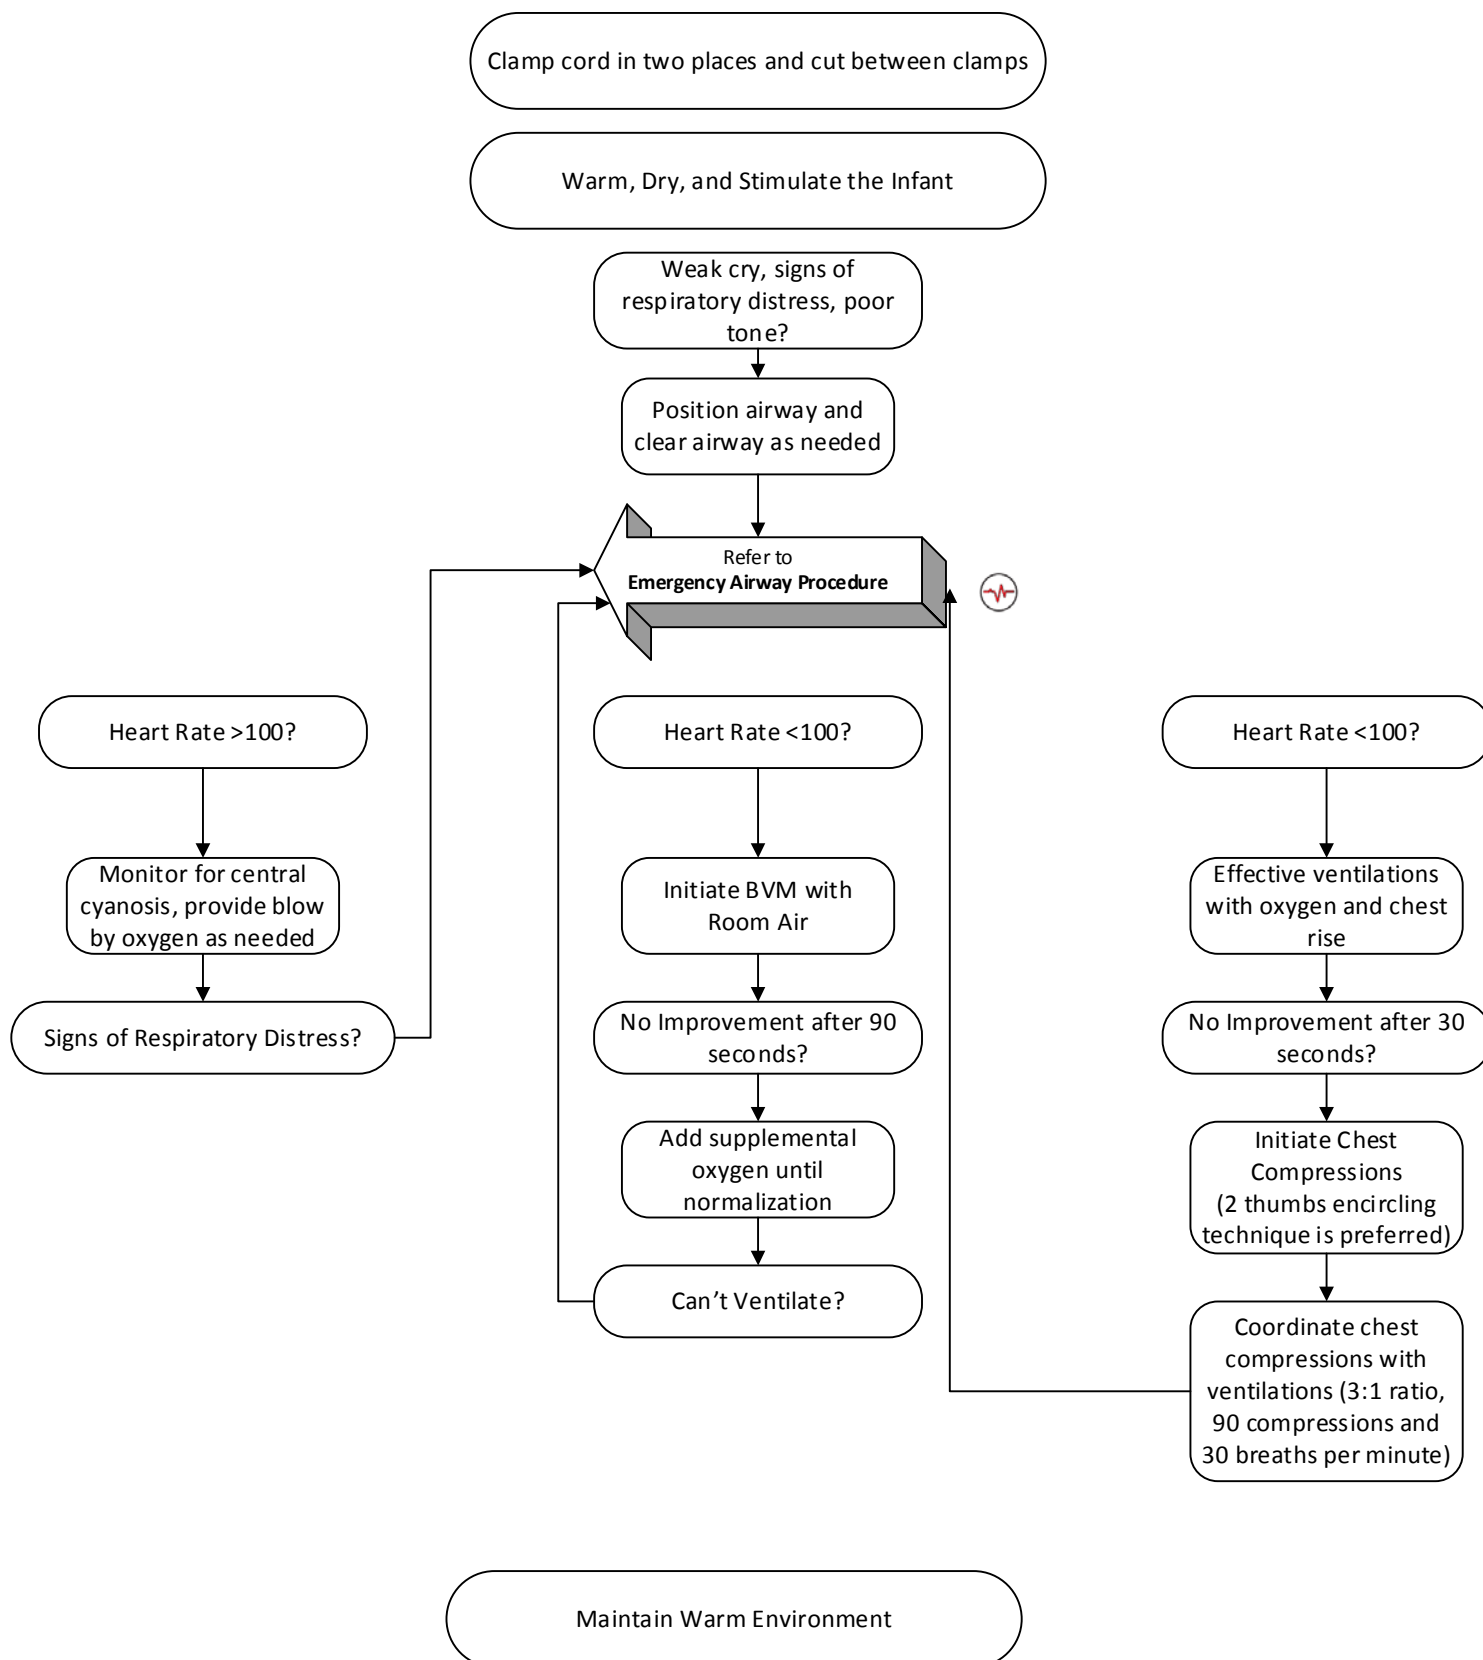 Clamp cord in two places and cut between clamps
Warm, Dry, and Stimulate the Infant
Weak cry, signs of
respiratory distress, poor
tone?
Position airway and
clear airway as needed
Refer to
Emergency Airway Procedure
Heart Rate >100?
Monitor for central
cyanosis, provide blow
by oxygen as needed
Signs of Respiratory Distress?
Heart Rate <100?
Initiate BVM with
Room Air
No Improvement after 90
seconds?
Add supplemental
oxygen until
normalization
Can’t Ventilate?
Heart Rate <100?
Effective ventilations
with oxygen and chest
rise
No Improvement after 30
seconds?
Initiate Chest
Compressions
(2 thumbs encircling
technique is preferred)
Coordinate chest
compressions with
ventilations (3:1 ratio,
90 compressions and
30 breaths per minute)
Maintain Warm Environment